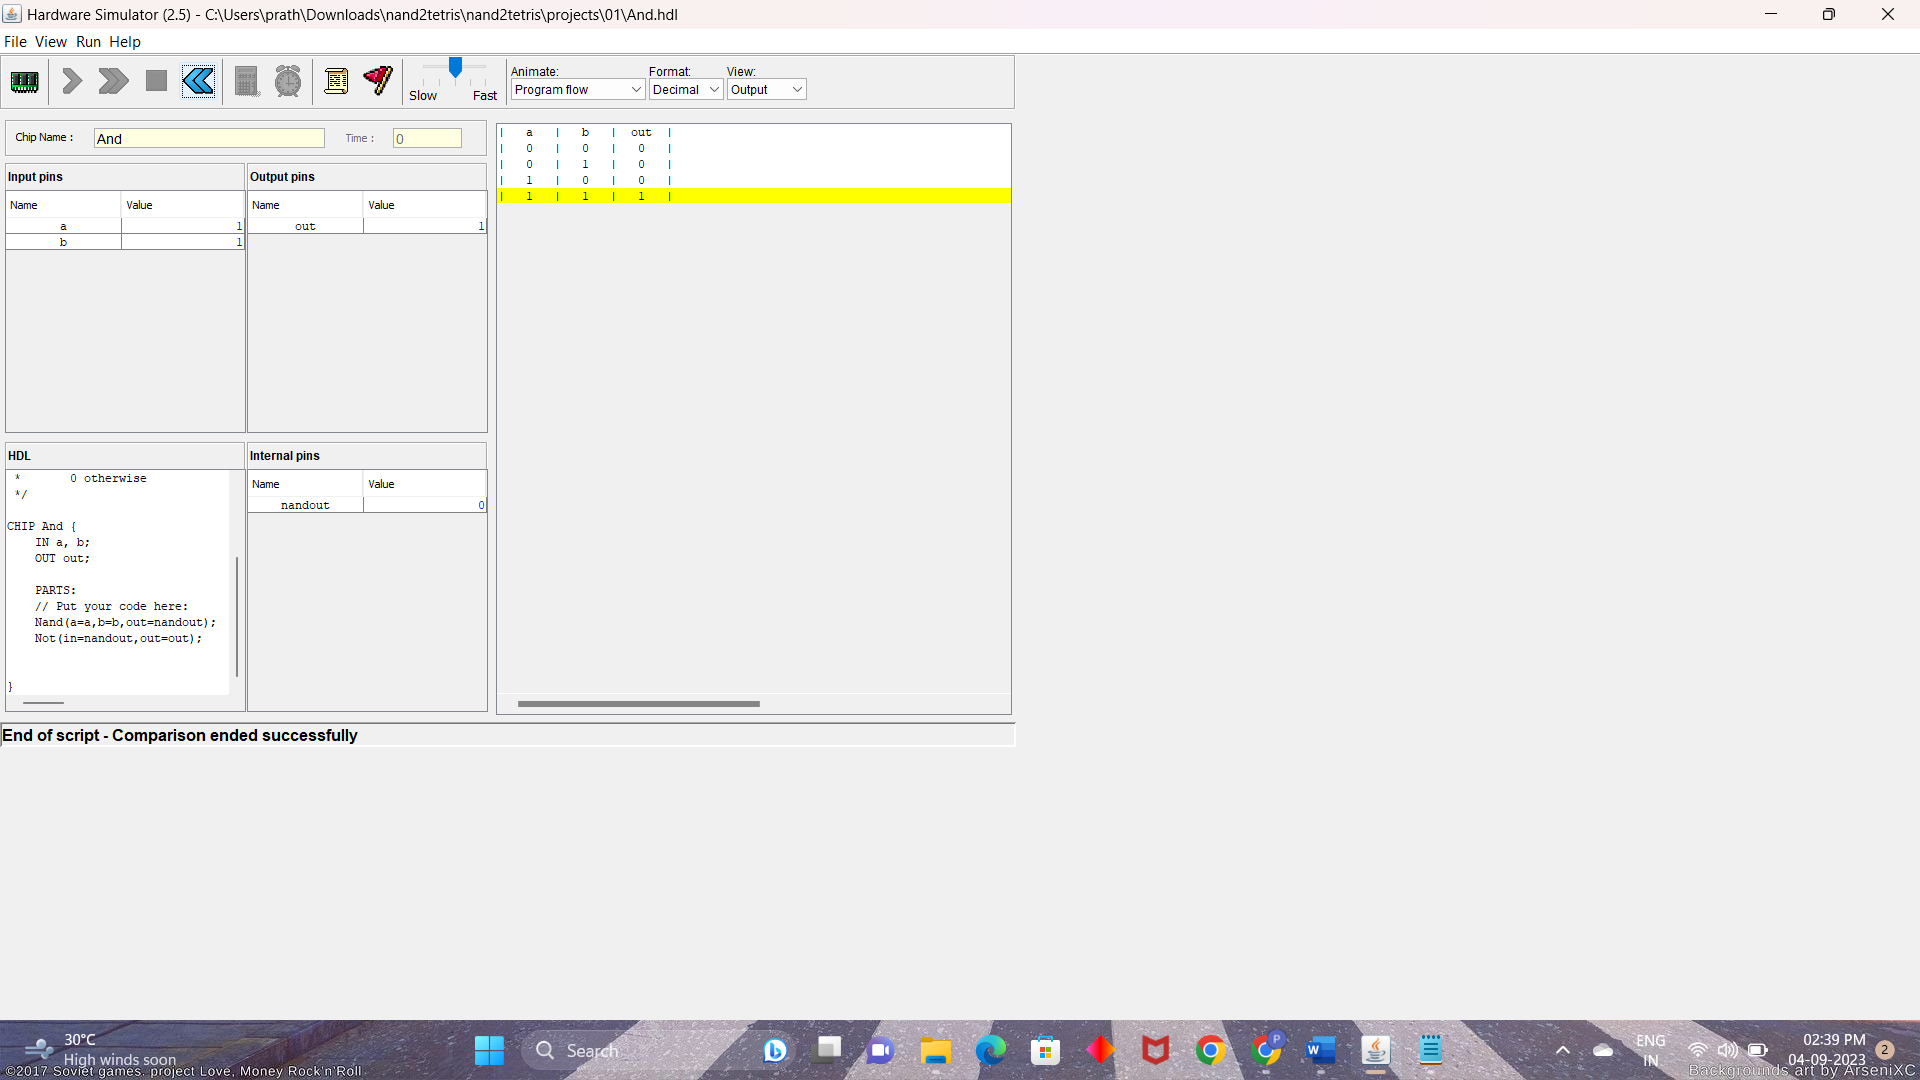 Hardware Simulator (2.5) - C:\Users\prath\Downloads\nand2tetris\nand2tetris\projects\01\And.hdl
File View Run Help
Slow Fast
Animate: Format: View:
Program flow Decimal Output
Chip Name : And Time : 0
Input pins
Name Value
a 1
b 1
Output pins
Name Value
out 1
| a | b | out |
| 0 | 0 | 0 |
| 0 | 1 | 0 |
| 1 | 0 | 0 |
| 1 | 1 | 1 |
HDL
* 0 otherwise
*/
CHIP And {
IN a, b;
OUT out;
PARTS:
// Put your code here:
Nand(a=a,b=b,out=nandout);
Not(in=nandout,out=out);
}
Internal pins
Name Value
nandout 0
End of script - Comparison ended successfully
30°C
High winds soon
©2017 Soviet games. project Love, Money Rock'n'Roll
Search
P
W
ENG
IN
02:39 PM
04-09-2023
2
Backgrounds art by ArseniXC